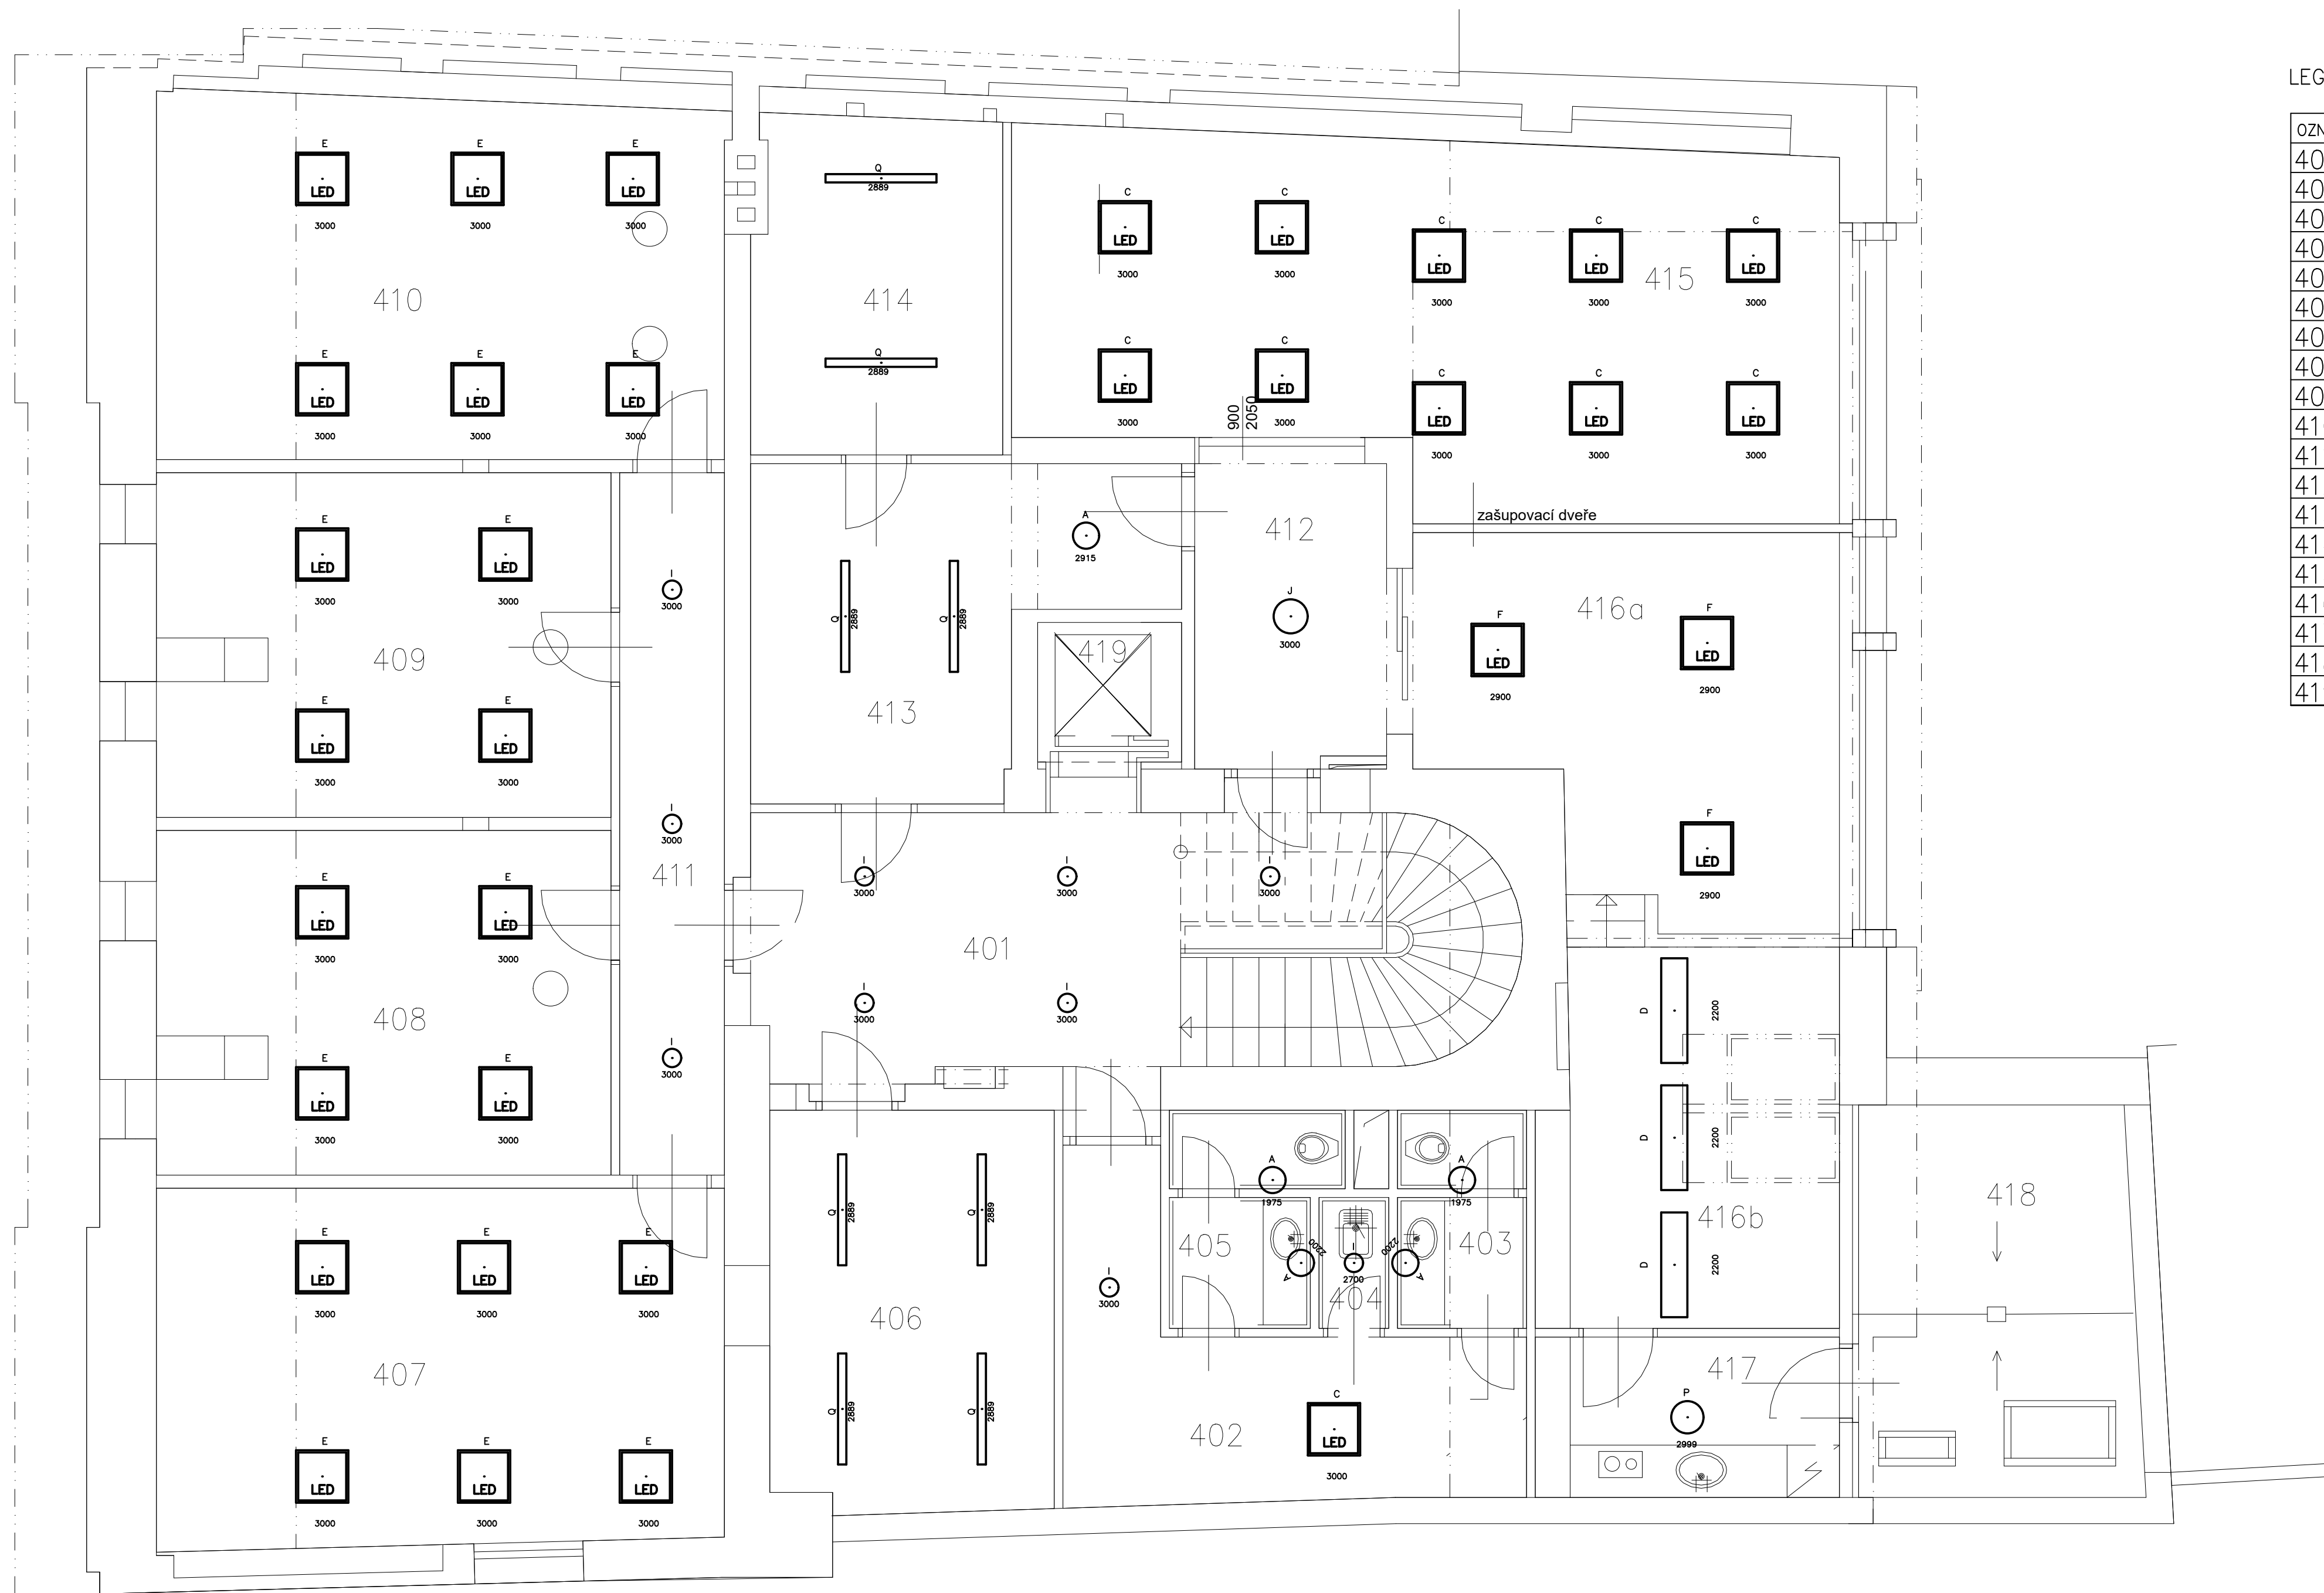 LEG
E E E
LED LED LED
3000 3000 3000
410
E E E
LED LED LED
3000 3000 3000
Q
2889
414
Q
2889
C C
LED LED
3000 3000
C C C
LED LED LED
3000 3000 3000
415
C C
LED LED
3000 3000
C C C
LED LED LED
3000 3000 3000
900
2050
zašupovací dveře
OZN
40
40
40
40
40
40
40
40
40
41
41
41
41
41
41
41
41
41
41
E E
LED LED
3000 3000
409
E E
LED LED
3000 3000
I
3000
I
3000
411
I
3000
Q 2889
Q 2889
413
A
2915
412
J
3000
419
416a
F
LED
2900
F
LED
2900
F
LED
2900
E E
LED LED
3000 3000
408
E E
LED LED
3000 3000
I I I
3000 3000 3000
401
I I
3000 3000
D 2200
D 2200
416b
D 2200
418
E E E
LED LED LED
3000 3000 3000
407
E E E
LED LED LED
3000 3000 3000
Q 2889
Q 2889
406
Q 2889
Q 2889
I
3000
A
1975
A
1975
405
A 2200
I
2700
404
A 2200
403
402
C
LED
3000
417
P
2999